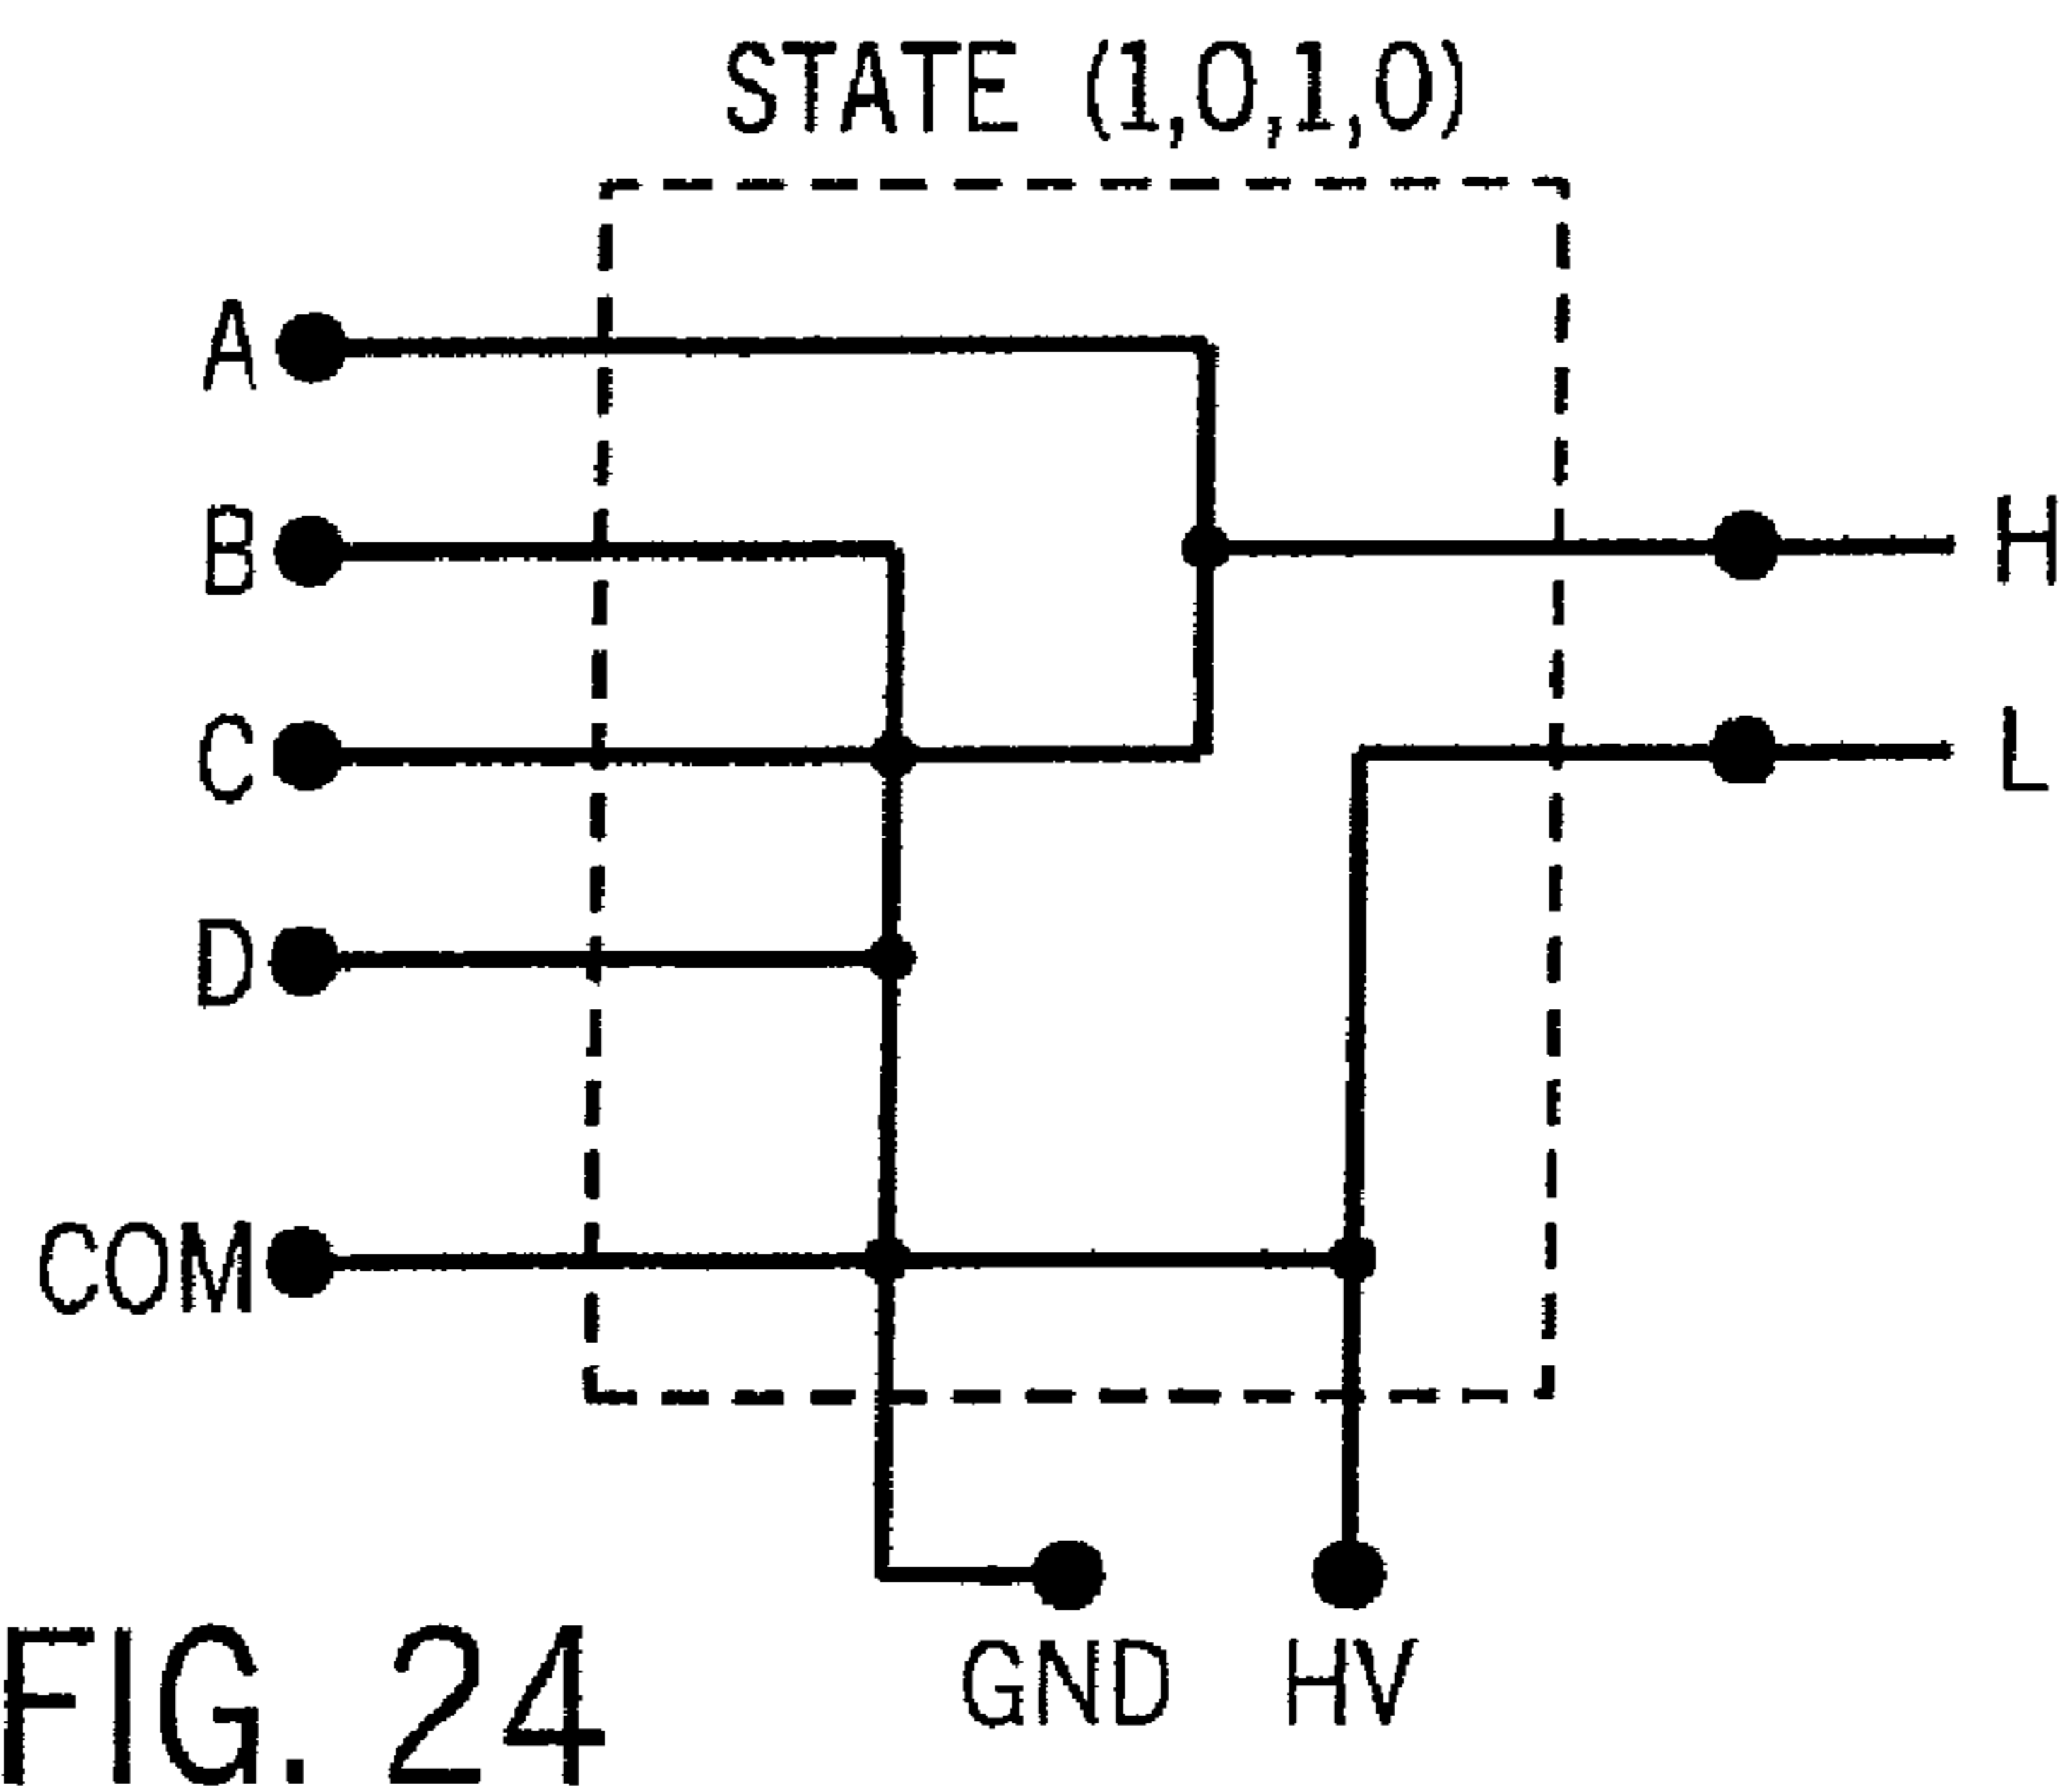 STATE (1,0,1,0)
A
B
H
C
L
D
COM
GND HV
FIG. 24